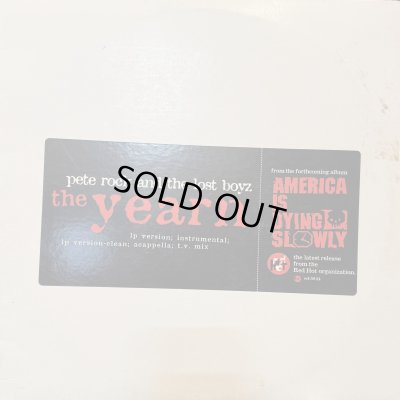 pete rock and the lost boyz
the yearn
lp version; instrumental;
lp version-clean; acappella; t.v. mix
SOLD OUT
from the forthcoming album
AMERICA
IS
DYING
SLOWLY
the latest release
from the
Red Hot organization.